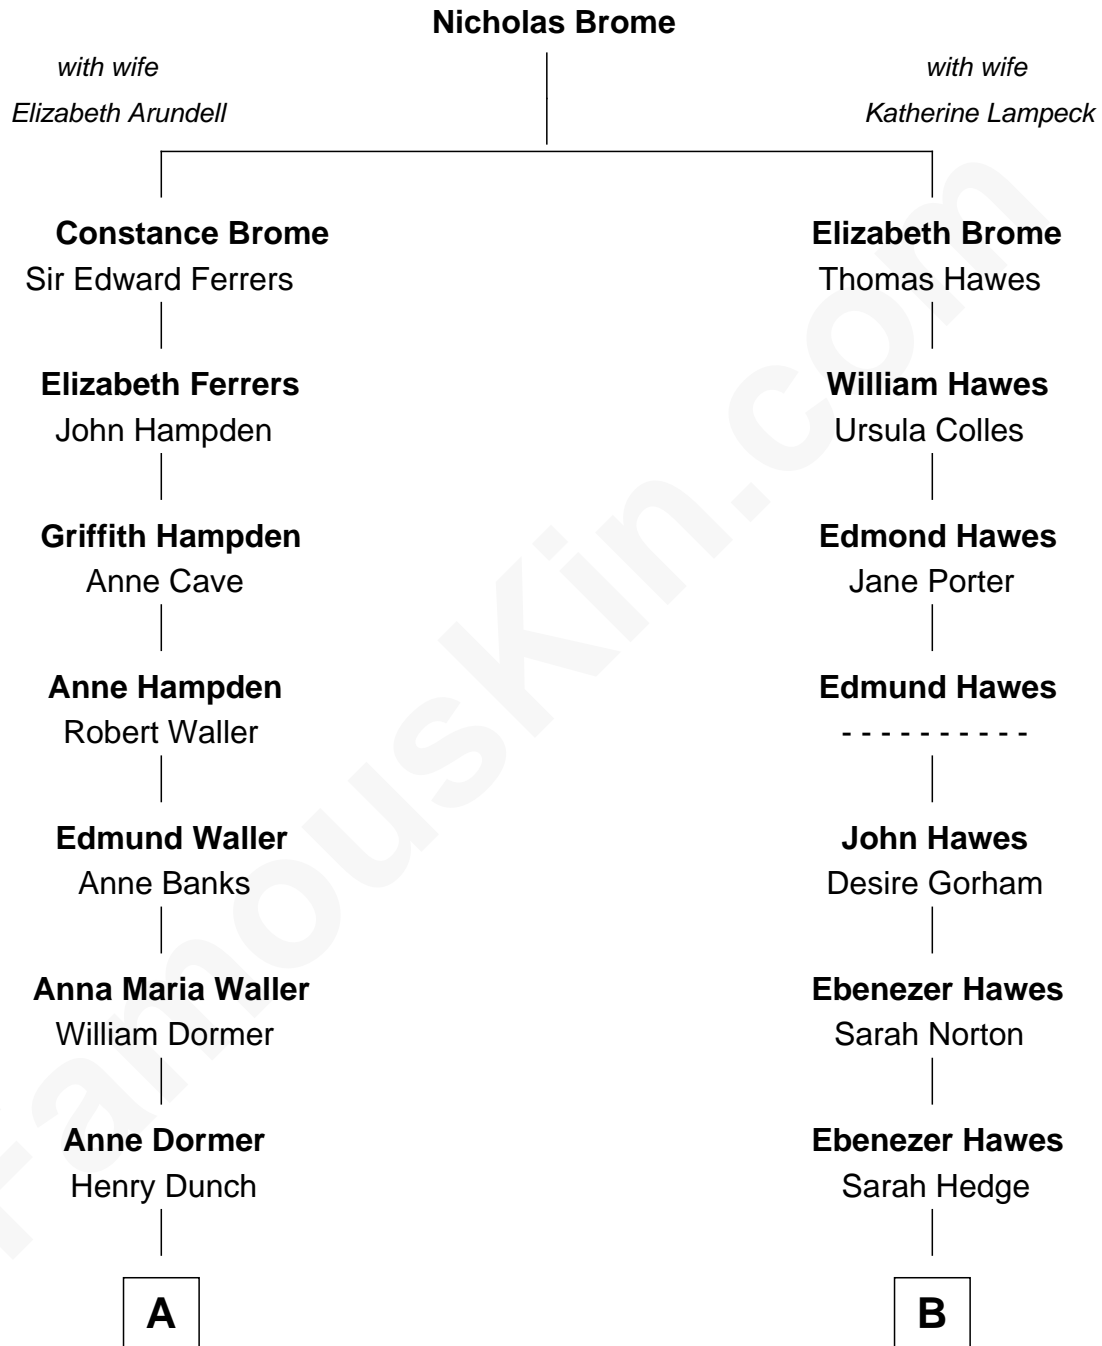 Nicholas Brome
with wife
Elizabeth Arundell
with wife
Katherine Lampeck
Constance Brome
Sir Edward Ferrers
Elizabeth Brome
Thomas Hawes
Elizabeth Ferrers
John Hampden
William Hawes
Ursula Colles
Griffith Hampden
Anne Cave
Edmond Hawes
Jane Porter
Anne Hampden
Robert Waller
Edmund Hawes
- - - - - - - - - -
Edmund Waller
Anne Banks
John Hawes
Desire Gorham
Anna Maria Waller
William Dormer
Ebenezer Hawes
Sarah Norton
Anne Dormer
Henry Dunch
Ebenezer Hawes
Sarah Hedge
A
B
FamousKin.com